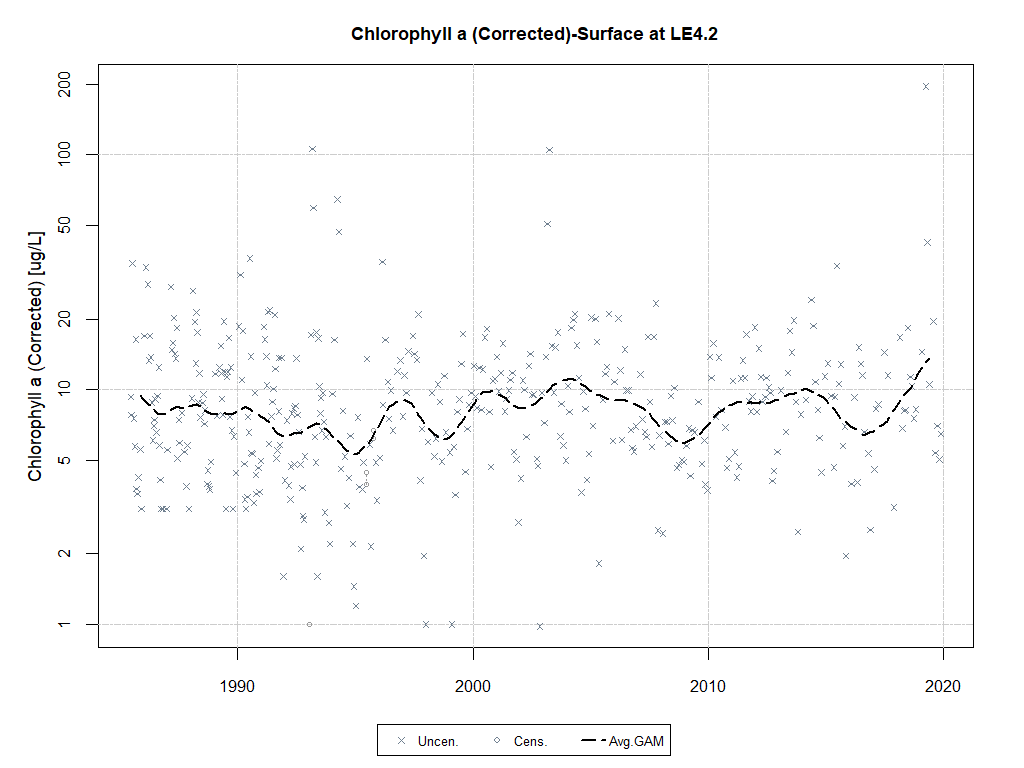 Chlorophyll a (Corrected)-Surface at LE4.2
Chlorophyll a (Corrected) [ug/L]
200
100
50
20
10
5
2
1
1990 2000 2010 2020
Uncen. Cens. Avg.GAM